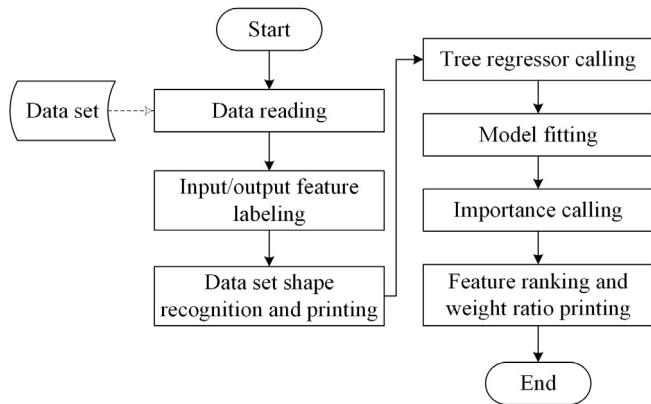 Start
Data set
Data reading
Input/output feature
labeling
Data set shape
recognition and printing
Tree regressor calling
Model fitting
Importance calling
Feature ranking and
weight ratio printing
End